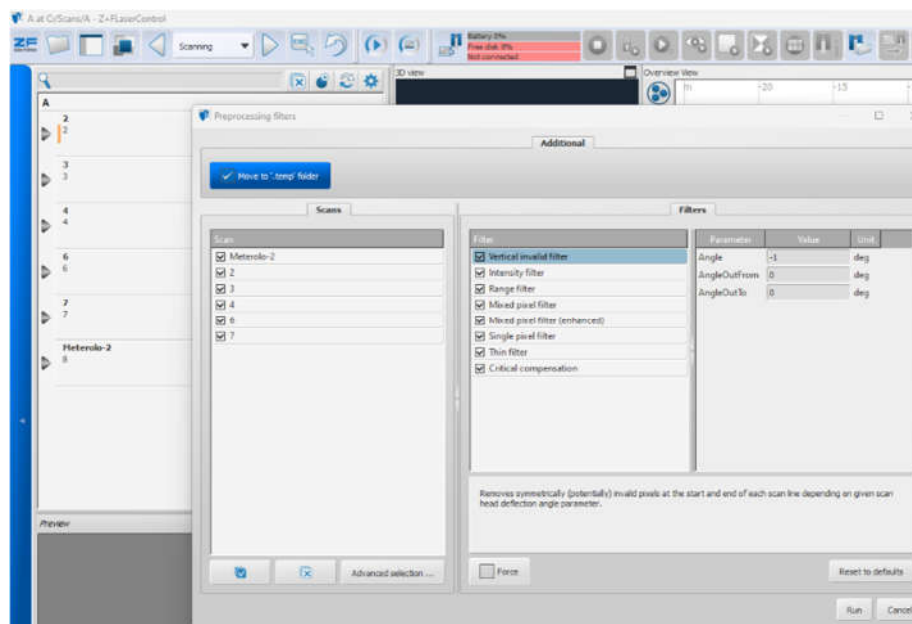 A at C:/Scans/A - Z+FLaserControl
ZF
Scanning
Battery 0%
Free disk 0%
Not connected
3D view
Overview View
m
-20
-15
A
2
2
3
3
4
4
6
6
7
7
Meterolo-2
8
Preview
Preprocessing filters
Additional
Move to '.temp' folder
Scans
Scan
Meterolo-2
2
3
4
6
7
Advanced selection ...
Filters
Filter
Vertical invalid filter
Intensity filter
Range filter
Mixed pixel filter
Mixed pixel filter (enhanced)
Single pixel filter
Thin filter
Critical compensation
Parameter Value Unit
Angle -1 deg
AngleOutFrom 0 deg
AngleOutTo 0 deg
Removes symmetrically (potentially) invalid pixels at the start and end of each scan line depending on given scan
head deflection angle parameter.
Force
Reset to defaults
Run
Cancel